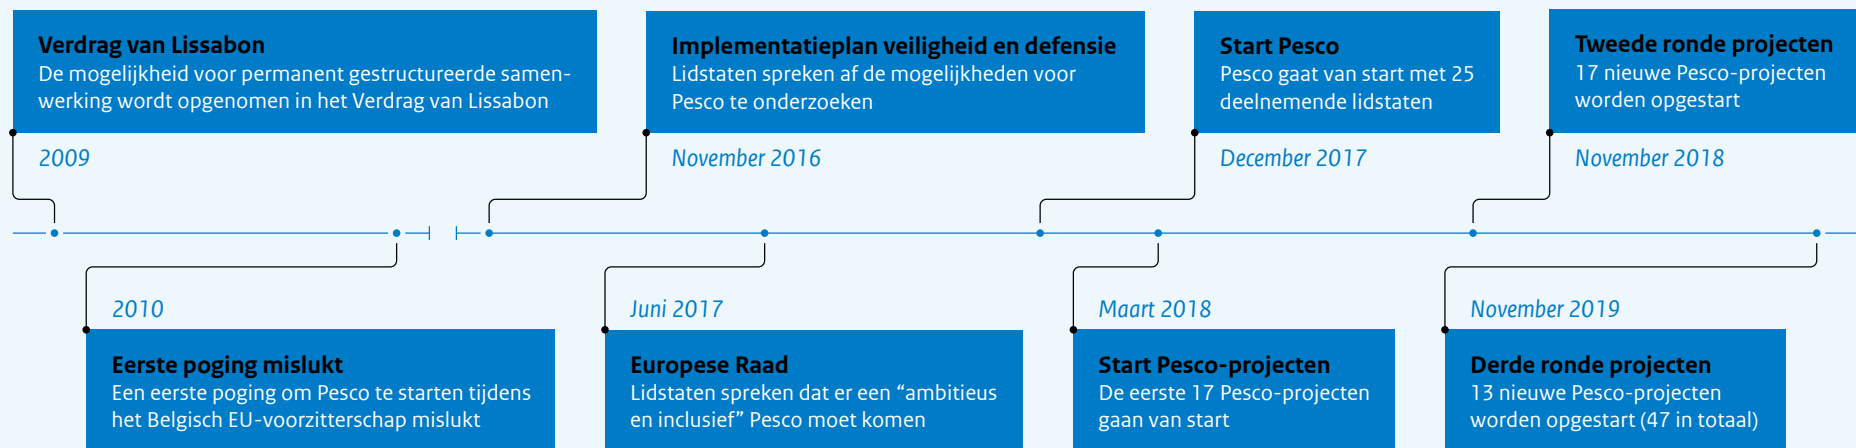 Verdrag van Lissabon
De mogelijkheid voor permanent gestructureerde samen-
werking wordt opgenomen in het Verdrag van Lissabon
2009
Implementatieplan veiligheid en defensie
Lidstaten spreken af de mogelijkheden voor
Pesco te onderzoeken
November 2016
Start Pesco
Pesco gaat van start met 25
deelnemende lidstaten
December 2017
Tweede ronde projecten
17 nieuwe Pesco-projecten
worden opgestart
November 2018
2010
Eerste poging mislukt
Een eerste poging om Pesco te starten tijdens
het Belgisch EU-voorzitterschap mislukt
Juni 2017
Europese Raad
Lidstaten spreken dat er een “ambitieus
en inclusief” Pesco moet komen
Maart 2018
Start Pesco-projecten
De eerste 17 Pesco-projecten
gaan van start
November 2019
Derde ronde projecten
13 nieuwe Pesco-projecten
worden opgestart (47 in totaal)